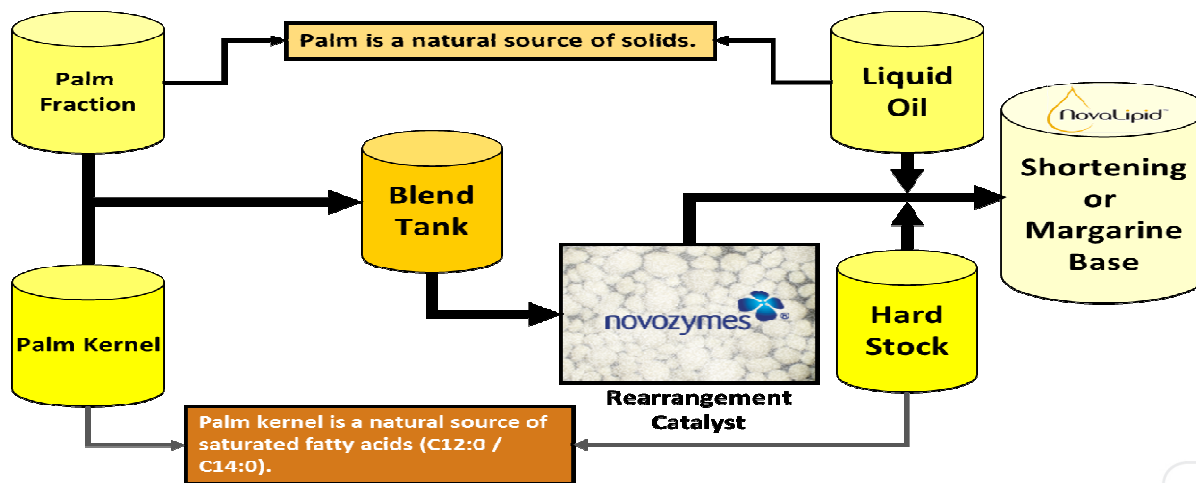 Palm is a natural source of solids.
Palm
Fraction
Liquid
Oil
NovaLipid™
Shortening
or
Margarine
Base
Blend
Tank
novozymes®
Palm Kernel
Hard
Stock
Rearrangement
Catalyst
Palm kernel is a natural source of
saturated fatty acids (C12:0 /
C14:0).